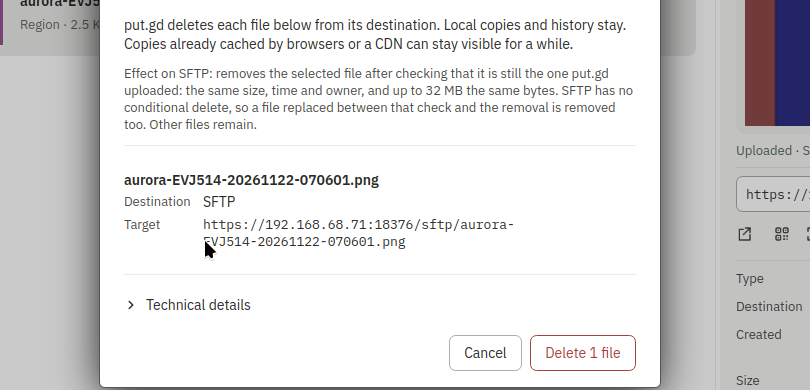 aurora-EVJ5
Region · 2.5 K
put.gd deletes each file below from its destination. Local copies and history stay.
Copies already cached by browsers or a CDN can stay visible for a while.
Effect on SFTP: removes the selected file after checking that it is still the one put.gd
uploaded: the same size, time and owner, and up to 32 MB the same bytes. SFTP has no
conditional delete, so a file replaced between that check and the removal is removed
too. Other files remain.
aurora-EVJ514-20261122-070601.png
Destination SFTP
Target https://192.168.68.71:18376/sftp/aurora-
EVJ514-20261122-070601.png
Technical details
Cancel
Delete 1 file
Uploaded · S
https://
Type
Destination
Created
Size